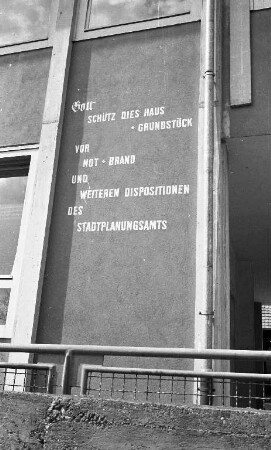 Gott
SCHÜTZ DIES HAUS
- GRUNDSTÜCK
VOR
NOT - BRAND
UND
WEITEREN DISPOSITIONEN
DES
STADTPLANUNGSAMTS